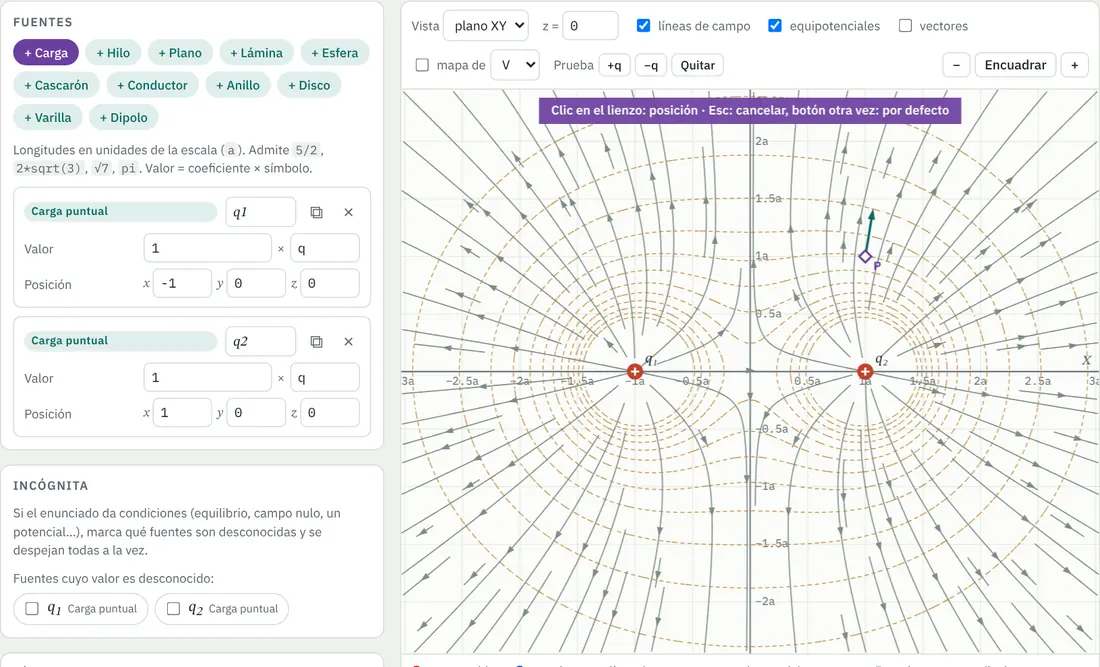 FUENTES
+ Carga
+ Hilo
+ Plano
+ Lámina
+ Esfera
+ Cascarón
+ Conductor
+ Anillo
+ Disco
+ Varilla
+ Dipolo
Longitudes en unidades de la escala ( a ). Admite 5/2 ,
2*sqrt(3) , √7 , pi . Valor = coeficiente × símbolo.
Carga puntual
q1
Valor
1
×
q
Posición
x
-1
y
0
z
0
Carga puntual
q2
Valor
1
×
q
Posición
x
1
y
0
z
0
INCÓGNITA
Si el enunciado da condiciones (equilibrio, campo nulo, un
potencial...), marca qué fuentes son desconocidas y se
despejan todas a la vez.
Fuentes cuyo valor es desconocido:
q1 Carga puntual
q2 Carga puntual
Vista
plano XY
z =
0
líneas de campo
equipotenciales
vectores
mapa de
V
Prueba
+q
−q
Quitar
−
Encuadrar
+
Clic en el lienzo: posición · Esc: cancelar, botón otra vez: por defecto
2a
1.5a
1a
P
0.5a
q1
q2
X
3a
−2.5a
−2a
−1.5a
−1a
0.5a
0.5a
1a
1.5a
2a
2.5a
3a
−0.5a
−1a
−1.5a
−2a